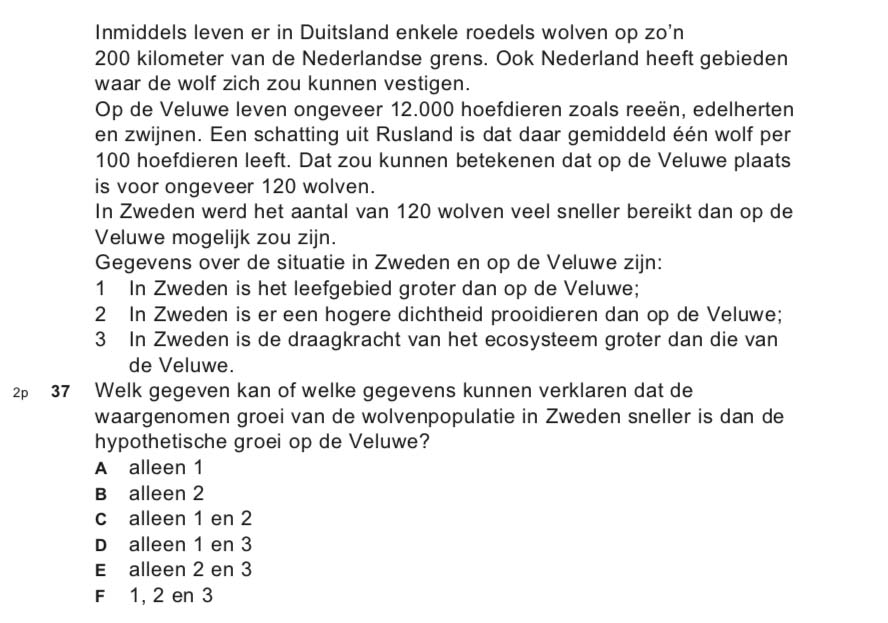 Inmiddels leven er in Duitsland enkele roedels wolven op zo'n
200 kilometer van de Nederlandse grens. Ook Nederland heeft gebieden
waar de wolf zich zou kunnen vestigen.
Op de Veluwe leven ongeveer 12.000 hoefdieren zoals reeën, edelherten
en zwijnen. Een schatting uit Rusland is dat daar gemiddeld één wolf per
100 hoefdieren leeft. Dat zou kunnen betekenen dat op de Veluwe plaats
is voor ongeveer 120 wolven.
In Zweden werd het aantal van 120 wolven veel sneller bereikt dan op de
Veluwe mogelijk zou zijn.
Gegevens over de situatie in Zweden en op de Veluwe zijn:
1 In Zweden is het leefgebied groter dan op de Veluwe;
2 In Zweden is er een hogere dichtheid prooidieren dan op de Veluwe;
3 In Zweden is de draagkracht van het ecosysteem groter dan die van
de Veluwe.
2p 37 Welk gegeven kan of welke gegevens kunnen verklaren dat de
waargenomen groei van de wolvenpopulatie in Zweden sneller is dan de
hypothetische groei op de Veluwe?
A alleen 1
B alleen 2
C alleen 1 en 2
D alleen 1 en 3
E alleen 2 en 3
F 1, 2 en 3